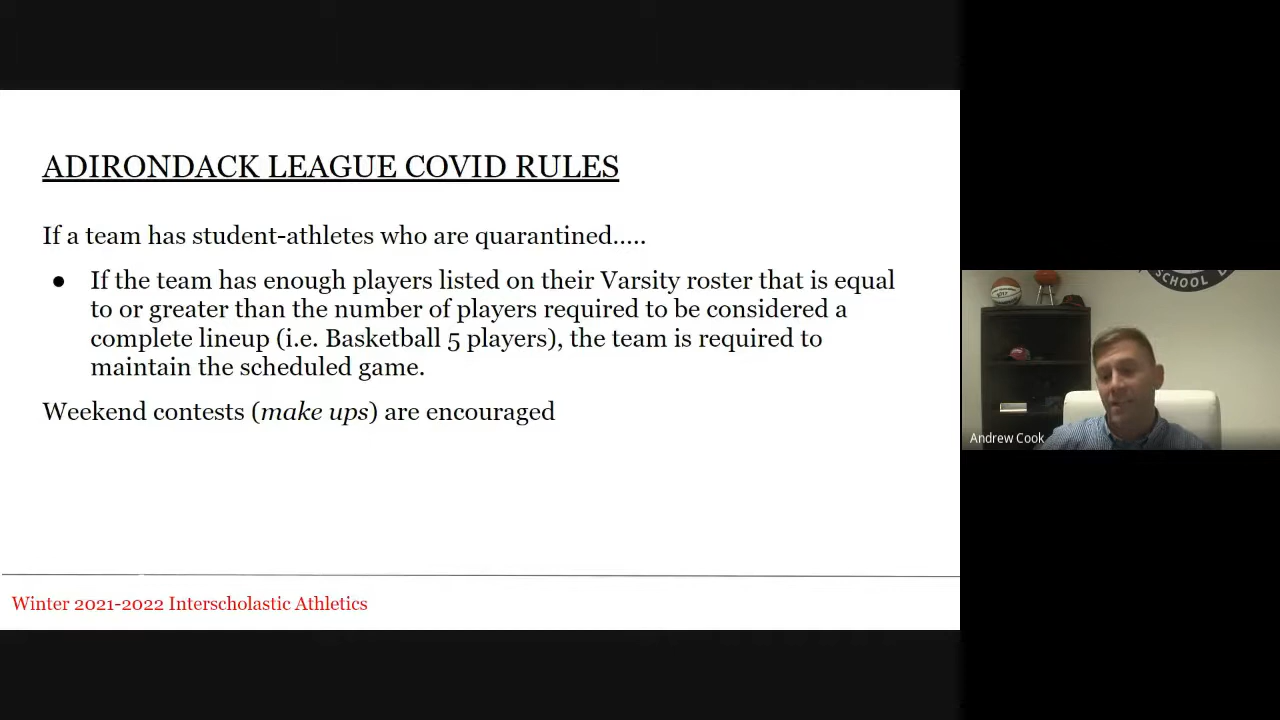 ADIRONDACK LEAGUE COVID RULES
If a team has student-athletes who are quarantined.....
● If the team has enough players listed on their Varsity roster that is equal
to or greater than the number of players required to be considered a
complete lineup (i.e. Basketball 5 players), the team is required to
maintain the scheduled game.
Weekend contests (make ups) are encouraged
Winter 2021-2022 Interscholastic Athletics
SCHOOL
Andrew Cook